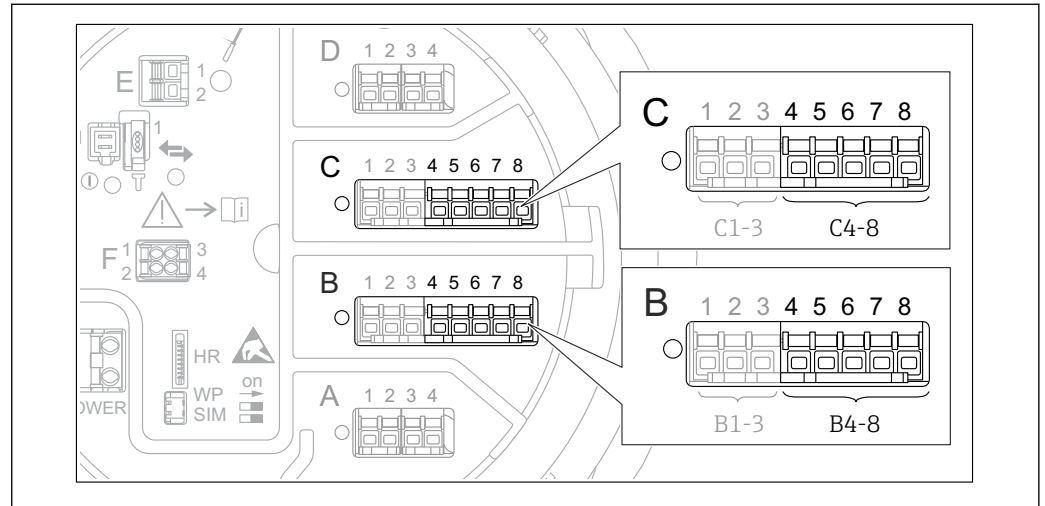 D 1 2 3 4
E 1
2
1
C 1 2 3 4 5 6 7 8
C 1 2 3 4 5 6 7 8
C1-3 C4-8
i
F 1 3
2 4
B 1 2 3 4 5 6 7 8
B 1 2 3 4 5 6 7 8
B1-3 B4-8
HR
on
WP
SIM
OWER
A 1 2 3 4